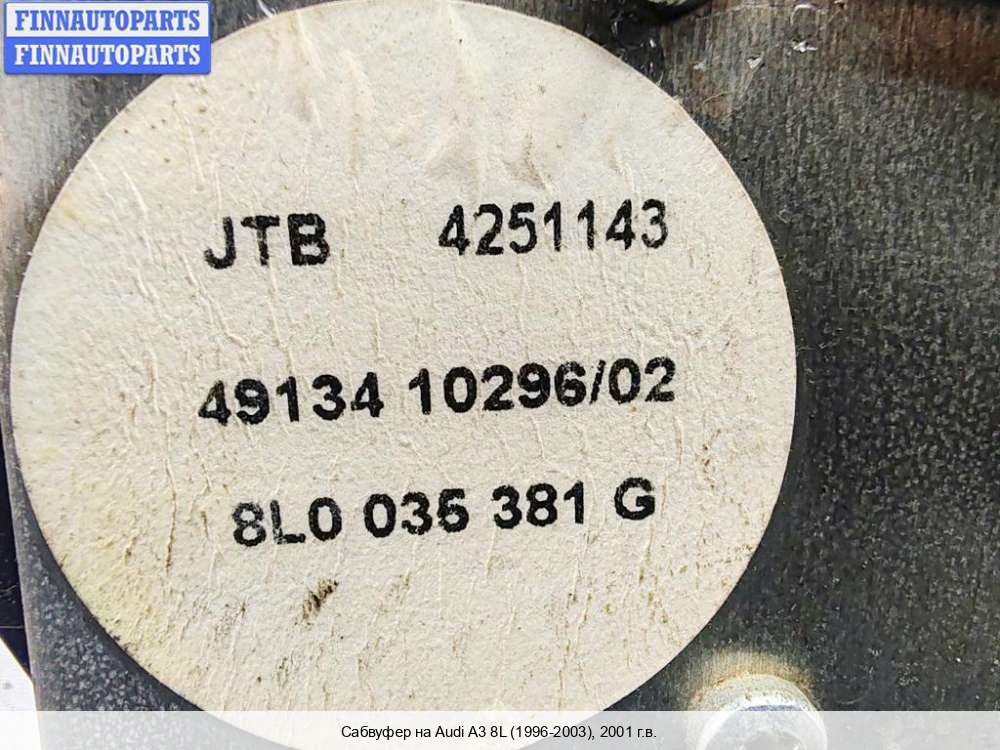 FINNAUTOPARTS
FINNAUTOPARTS
JTB 4251143
49134 10296/02
8L0 035 381 G
Сабвуфер на Audi A3 8L (1996-2003), 2001 г.в.